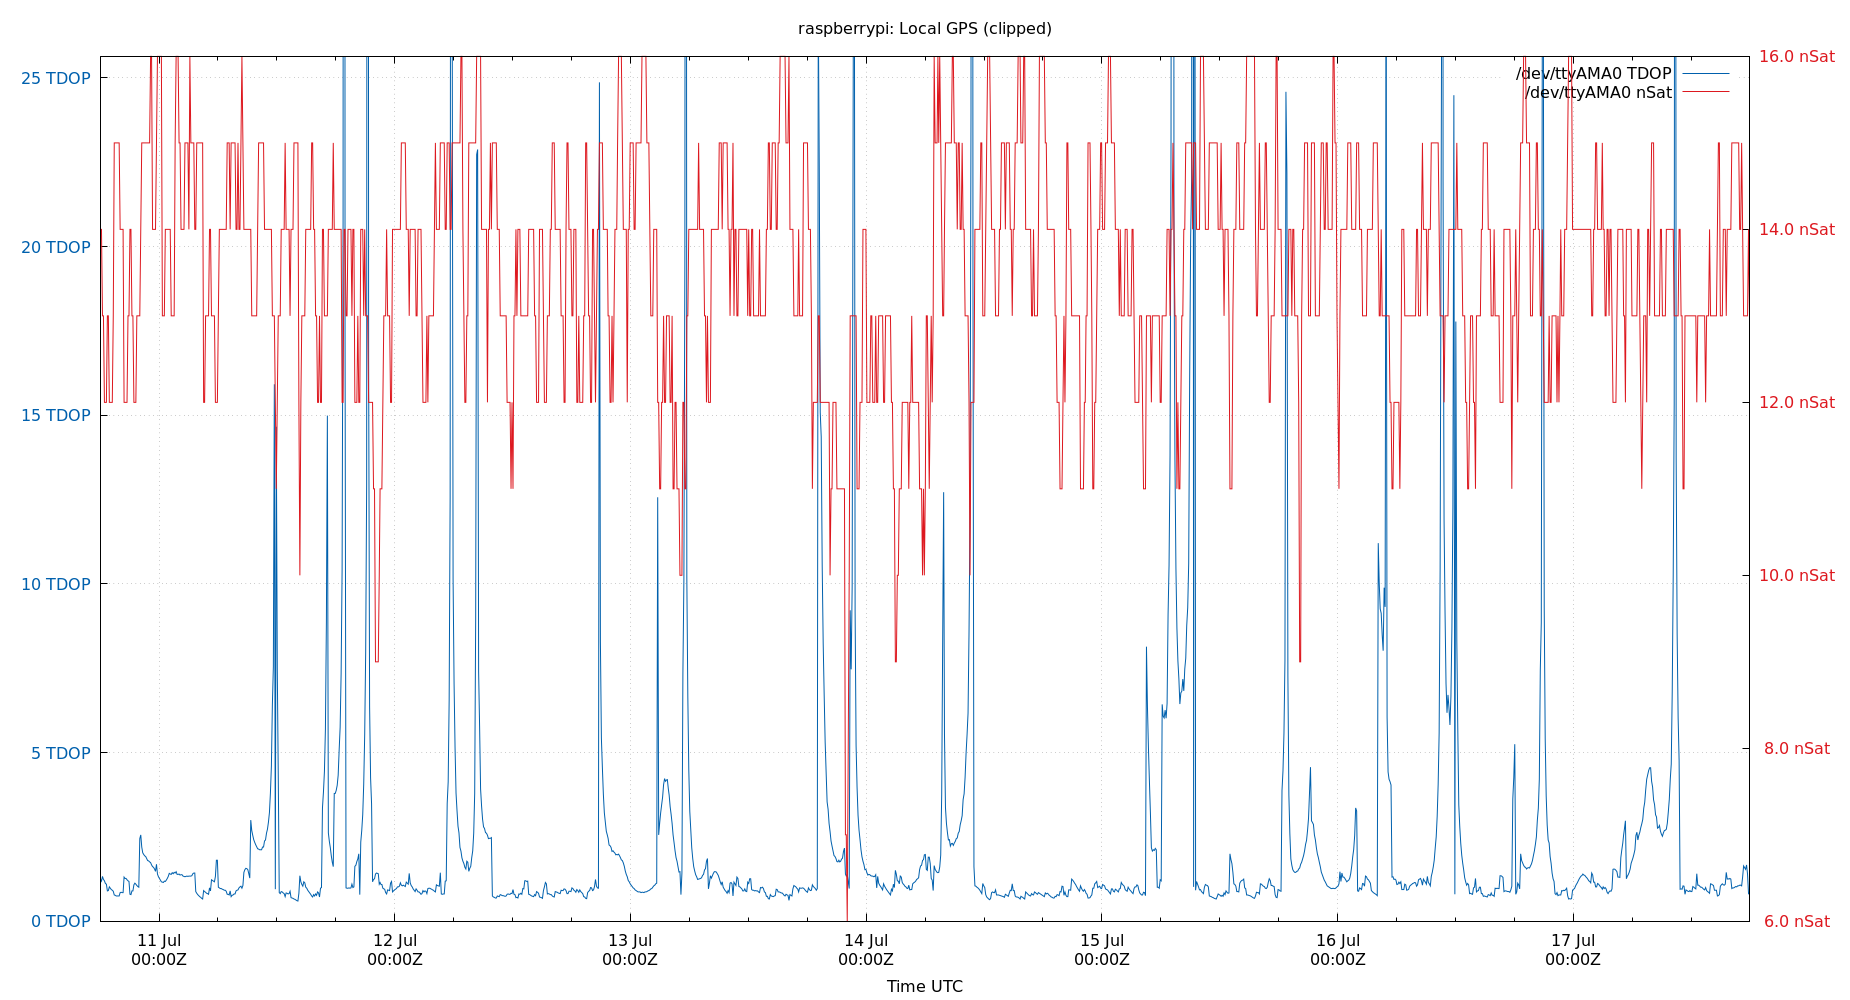 raspberrypi: Local GPS (clipped)
25 TDOP
20 TDOP
15 TDOP
10 TDOP
5 TDOP
0 TDOP
16.0 nSat
14.0 nSat
12.0 nSat
10.0 nSat
8.0 nSat
6.0 nSat
/dev/ttyAMA0 TDOP
/dev/ttyAMA0 nSat
11 Jul
00:00Z
12 Jul
00:00Z
13 Jul
00:00Z
14 Jul
00:00Z
15 Jul
00:00Z
16 Jul
00:00Z
17 Jul
00:00Z
Time UTC